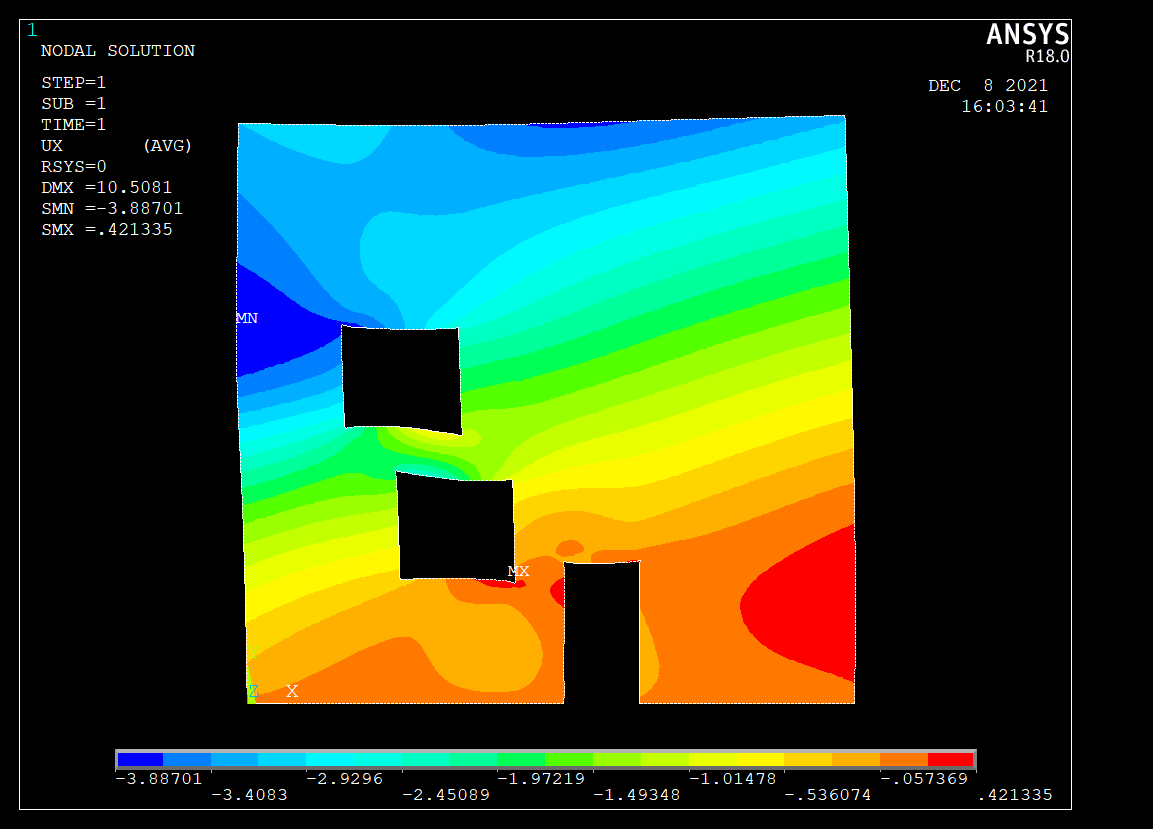 1
ANSYS
R18.0
NODAL SOLUTION
STEP=1
SUB =1
TIME=1
UX (AVG)
RSYS=0
DMX =10.5081
SMN =-3.88701
SMX =.421335
DEC 8 2021
16:03:41
MN
MX
Y
Z X
-3.88701 -2.9296 -1.97219 -1.01478 -.057369
-3.4083 -2.45089 -1.49348 -.536074 .421335